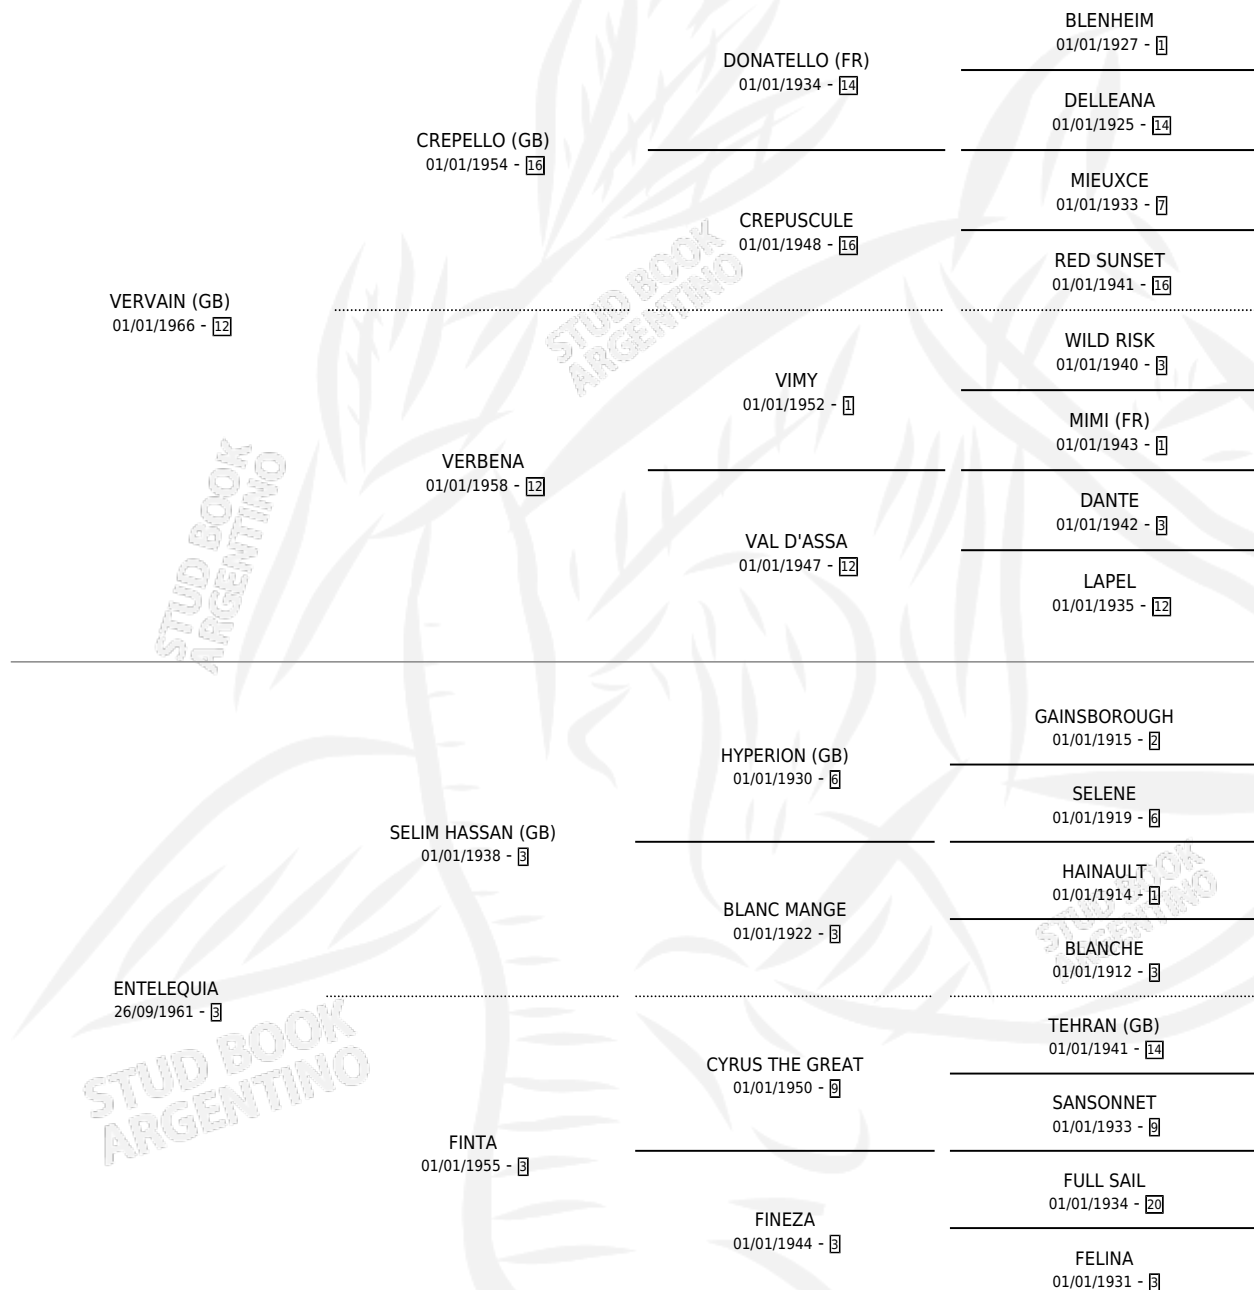 BLENHEIM
01/01/1927 - 1
DONATELLO (FR)
01/01/1934 - 14
DELLEANA
01/01/1925 - 14
CREPELLO (GB)
01/01/1954 - 16
MIEUXCE
01/01/1933 - 7
CREPUSCULE
01/01/1948 - 16
RED SUNSET
01/01/1941 - 16
VERVAIN (GB)
01/01/1966 - 12
STUD BOOK
ARGENTINO
WILD RISK
01/01/1940 - 3
VIMY
01/01/1952 - 1
MIMI (FR)
01/01/1943 - 1
VERBENA
01/01/1958 - 12
DANTE
01/01/1942 - 3
VAL D'ASSA
01/01/1947 - 12
LAPEL
01/01/1935 - 12
STUD BOOK
ARGENTINO
GAINSBOROUGH
01/01/1915 - 2
HYPERION (GB)
01/01/1930 - 6
SELENE
01/01/1919 - 6
SELIM HASSAN (GB)
01/01/1938 - 3
HAINAULT
01/01/1914 - 1
BLANC MANGE
01/01/1922 - 3
BLANCHE
01/01/1912 - 3
STUD BOOK
ARGENTINO
ENTELEQUIA
26/09/1961 - 3
TEHRAN (GB)
01/01/1941 - 14
CYRUS THE GREAT
01/01/1950 - 9
SANSONNET
01/01/1933 - 9
STUD BOOK
ARGENTINO
FINTA
01/01/1955 - 3
FULL SAIL
01/01/1934 - 20
FINEZA
01/01/1944 - 3
FELINA
01/01/1931 - 3